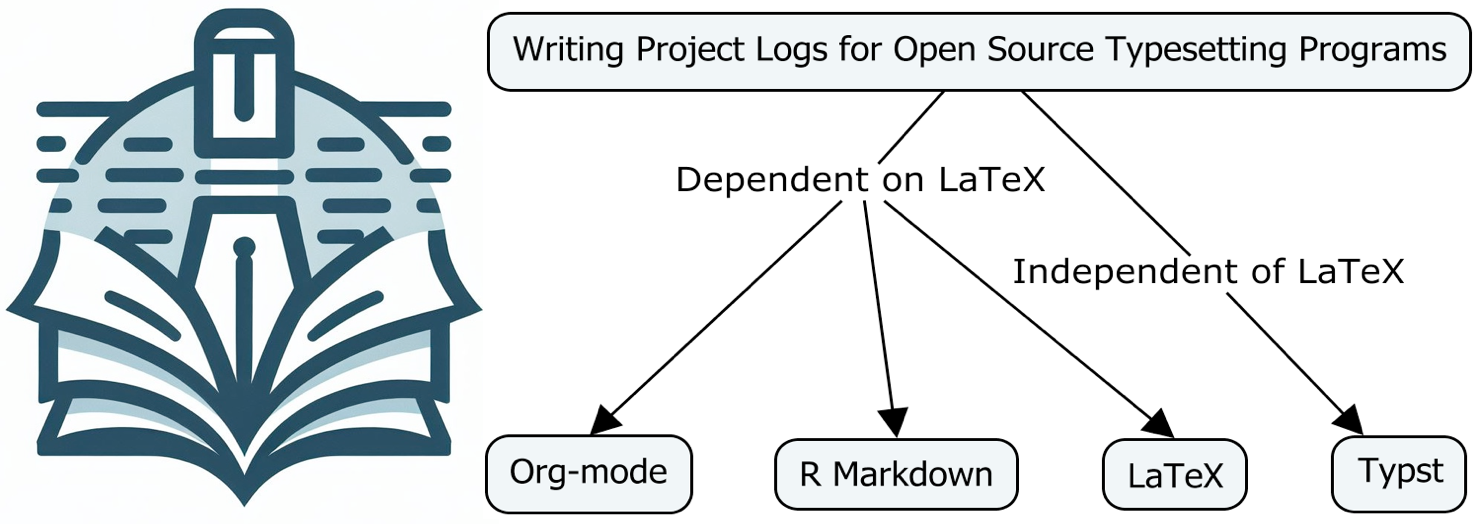 Writing Project Logs for Open Source Typesetting Programs
Dependent on LaTeX
Independent of LaTeX
Org-mode
R Markdown
LaTeX
Typst